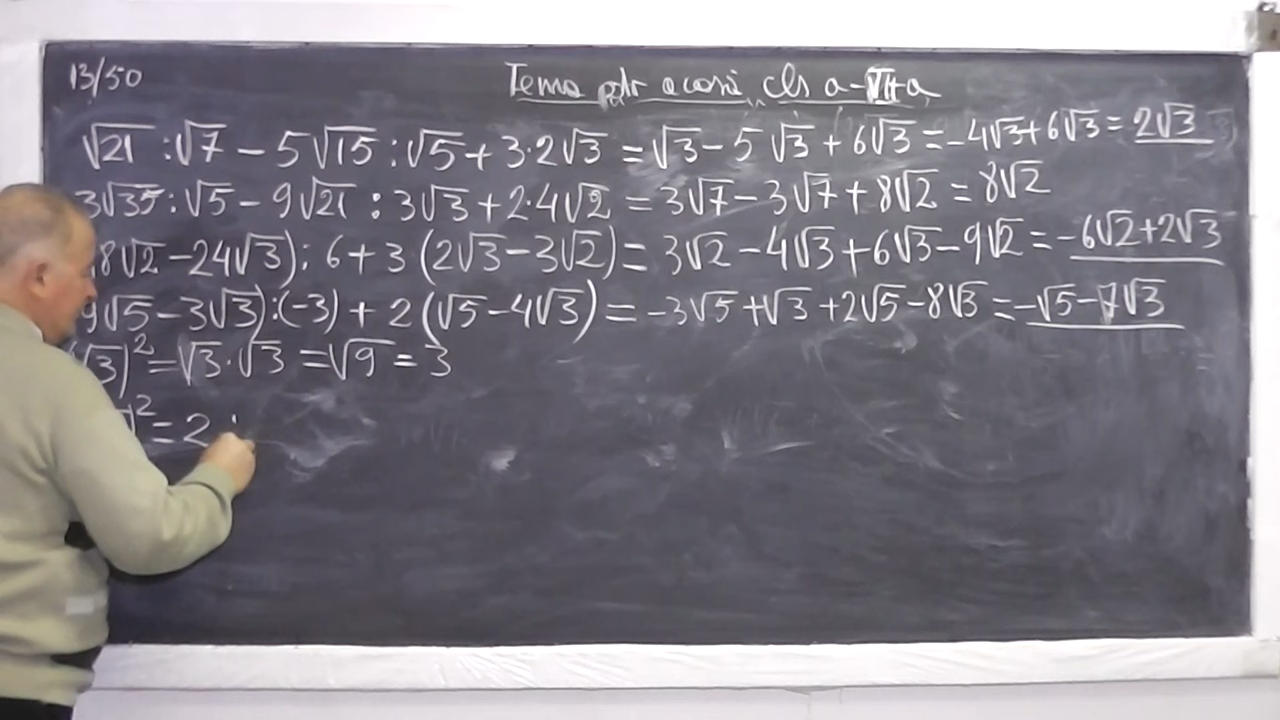 13/50 Tema ptr acasă cls a-VII-a
√21 : √7 - 5√15 : √5 + 3·2√3 = √3 - 5√3 + 6√3 = -4√3 + 6√3 = 2√3
3√35 : √5 - 9√21 : 3√3 + 2·4√2 = 3√7 - 3√7 + 8√2 = 8√2
8√2 - 24√3) : 6 + 3(2√3 - 3√2) = 3√2 - 4√3 + 6√3 - 9√2 = -6√2 + 2√3
9√5 - 3√3) : (-3) + 2(√5 - 4√3) = -3√5 + √3 + 2√5 - 8√3 = -√5 - 7√3
(√3)² = √3·√3 = √9 = 3
)² = 2